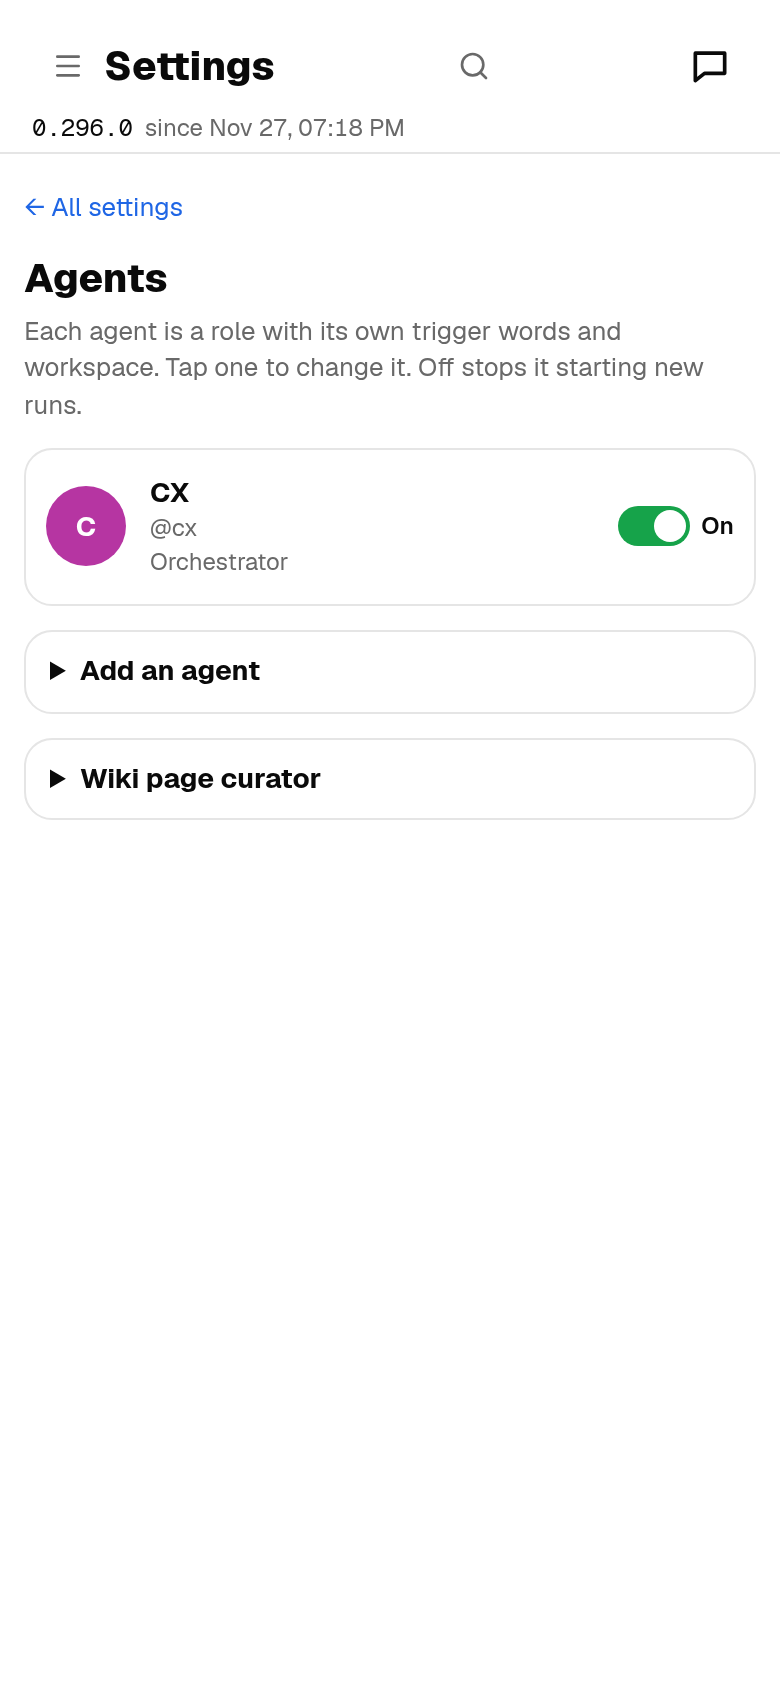 Settings
0.296.0 since Nov 27, 07:18 PM
← All settings
Agents
Each agent is a role with its own trigger words and
workspace. Tap one to change it. Off stops it starting new
runs.
C
CX
@cx
Orchestrator
On
▶ Add an agent
▶ Wiki page curator